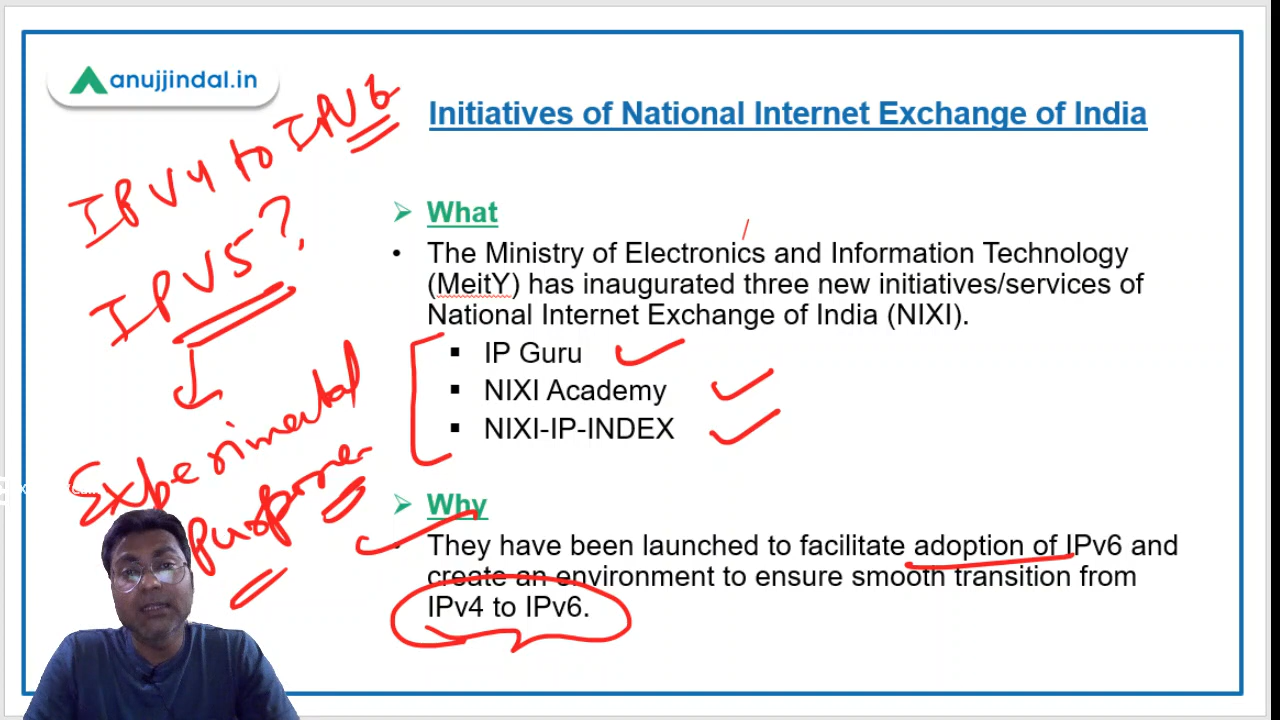 anujjindal.in
Initiatives of National Internet Exchange of India
IPV4 to IPV6
IPV5?
Experimental
purposes
What
• The Ministry of Electronics and Information Technology
(MeitY) has inaugurated three new initiatives/services of
National Internet Exchange of India (NIXI).
▪ IP Guru
▪ NIXI Academy
▪ NIXI-IP-INDEX
Why
• They have been launched to facilitate adoption of IPv6 and
create an environment to ensure smooth transition from
IPv4 to IPv6.